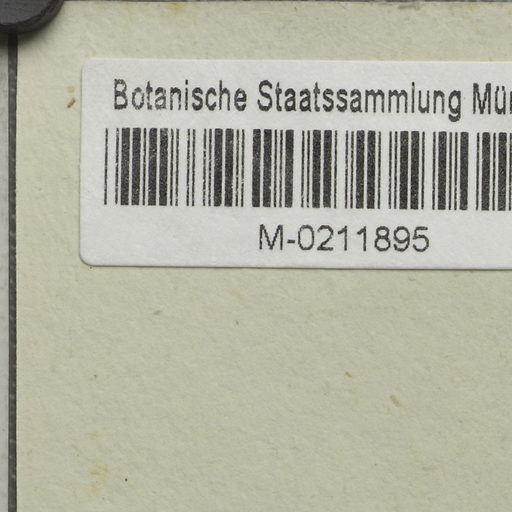 Botanische Staatssammlung Mün
M-0211895